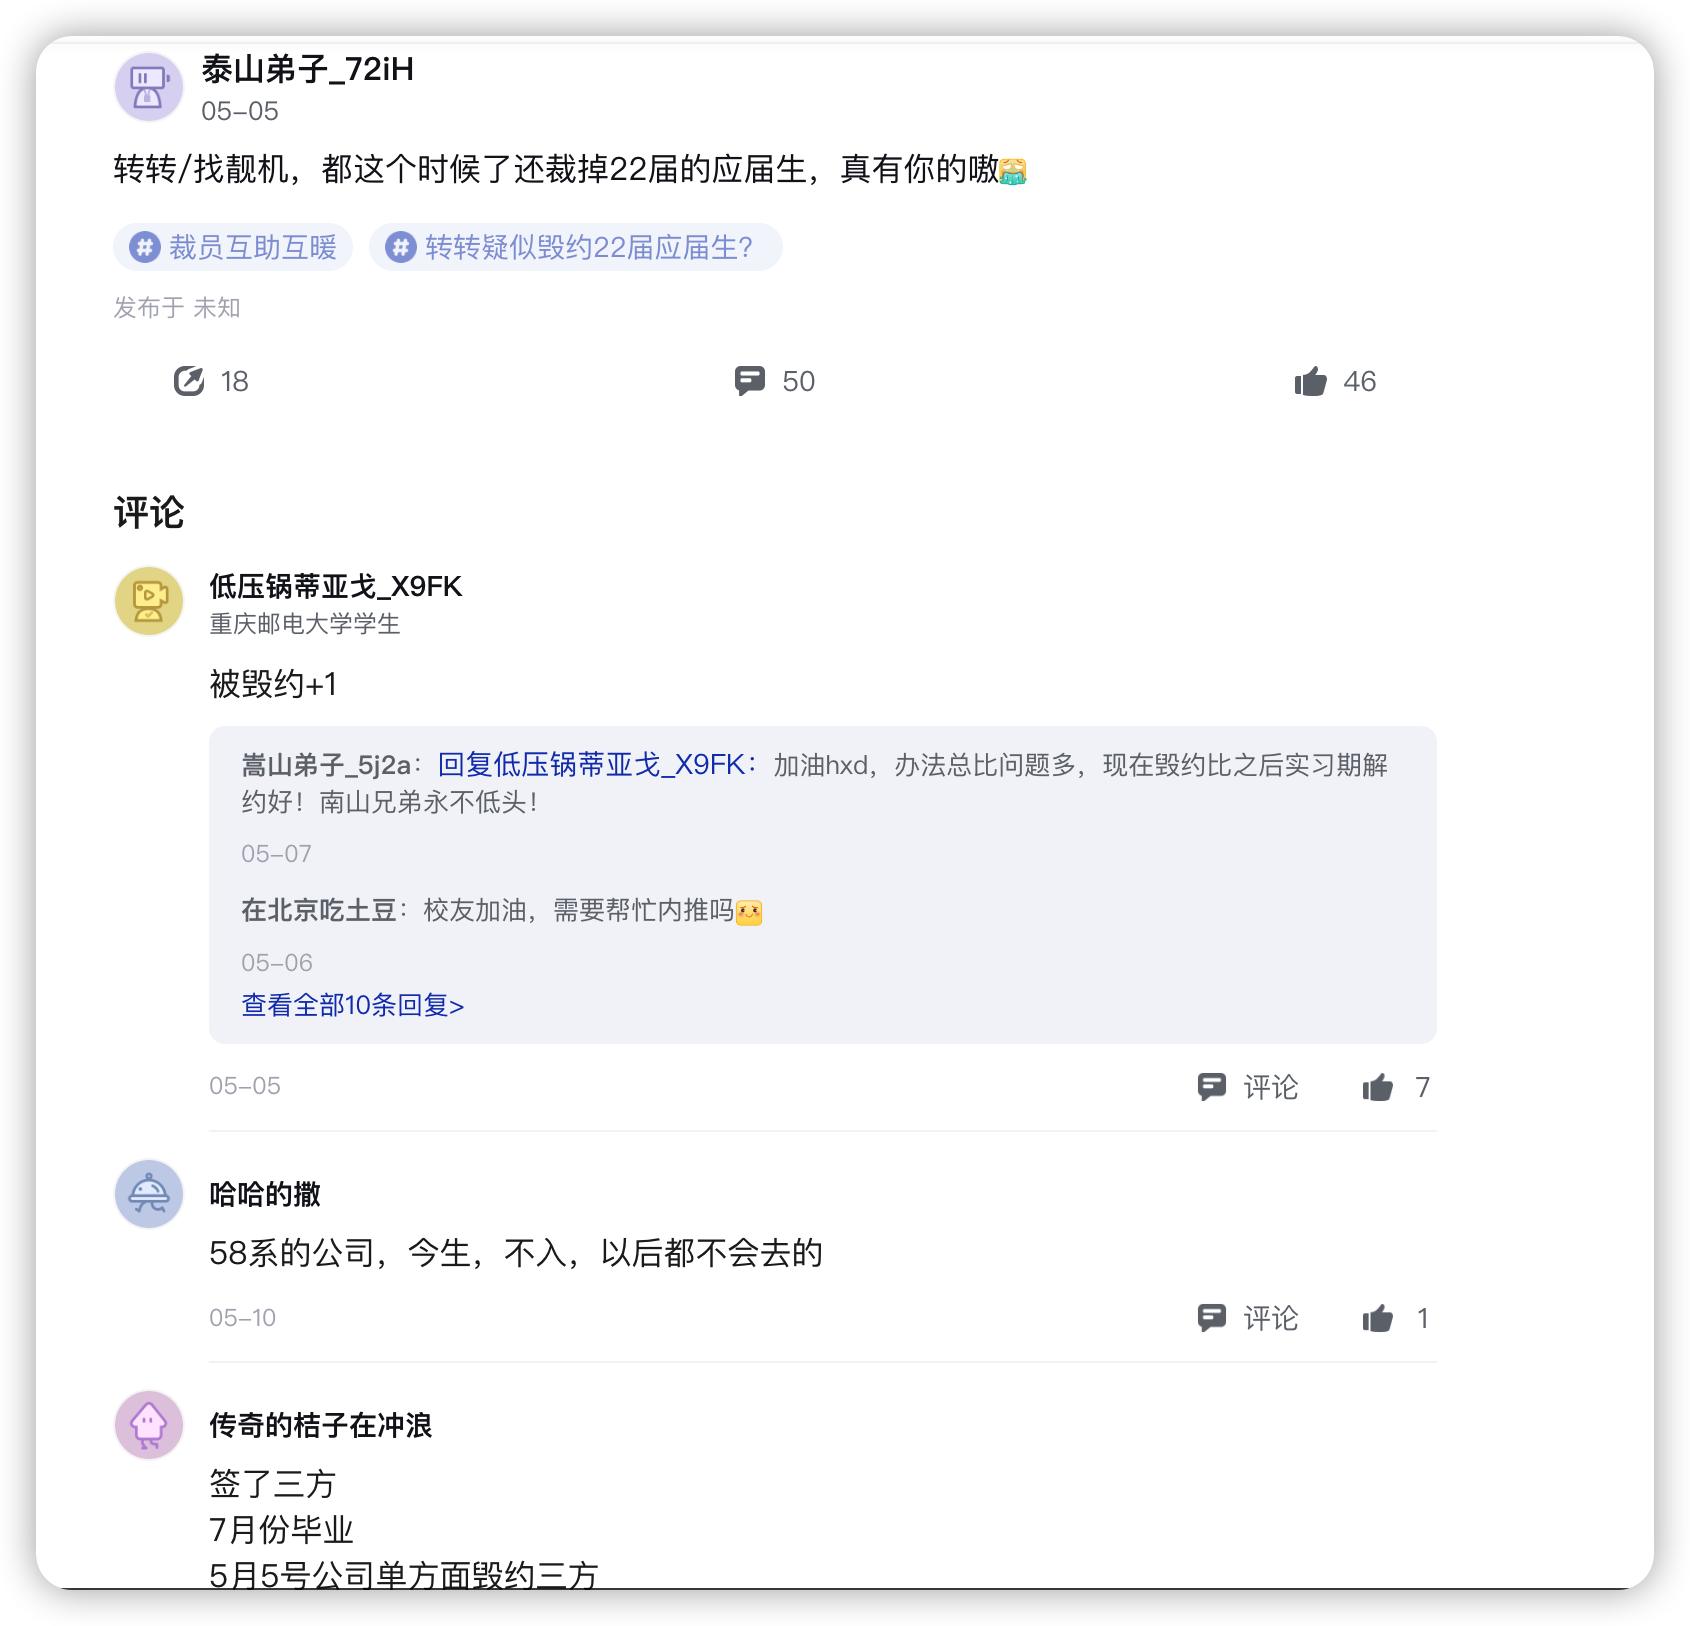 泰山弟子_72iH
05-05
转转/找靓机，都这个时候了还裁掉22届的应届生，真有你的嗷
# 裁员互助互暖 # 转转疑似毁约22届应届生？
发布于 未知
18 50 46
评论
低压锅蒂亚戈_X9FK
重庆邮电大学学生
被毁约+1
嵩山弟子_5j2a：回复低压锅蒂亚戈_X9FK：加油hxd，办法总比问题多，现在毁约比之后实习期解
约好！南山兄弟永不低头！
05-07
在北京吃土豆：校友加油，需要帮忙内推吗
05-06
查看全部10条回复>
05-05 评论 7
哈哈的撒
58系的公司，今生，不入，以后都不会去的
05-10 评论 1
传奇的桔子在冲浪
签了三方
7月份毕业
5月5号公司单方面毁约三方